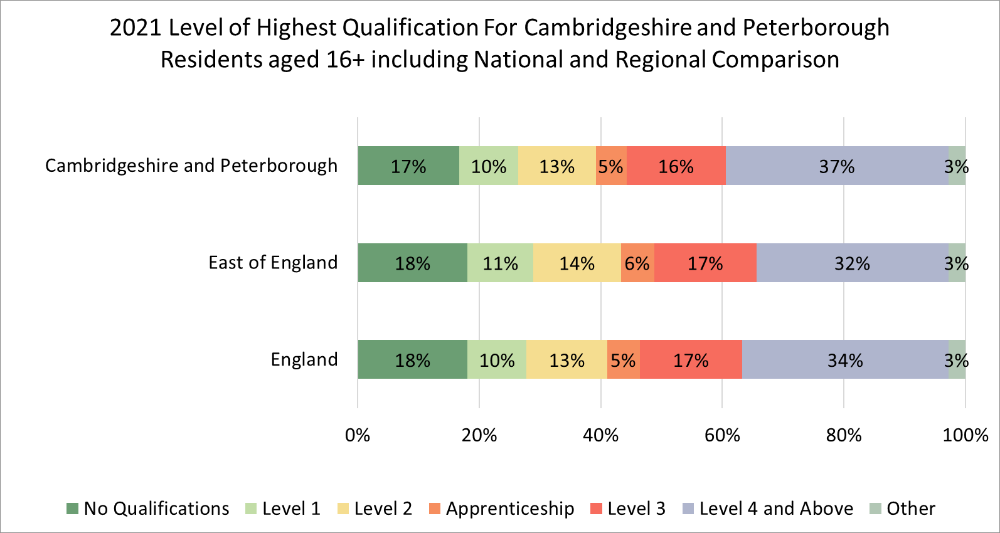 2021 Level of Highest Qualification For Cambridgeshire and Peterborough
Residents aged 16+ including National and Regional Comparison
Cambridgeshire and Peterborough
17% 10% 13% 5% 16% 37% 3%
East of England
18% 11% 14% 6% 17% 32% 3%
England
18% 10% 13% 5% 17% 34% 3%
0% 20% 40% 60% 80% 100%
No Qualifications Level 1 Level 2 Apprenticeship Level 3 Level 4 and Above Other